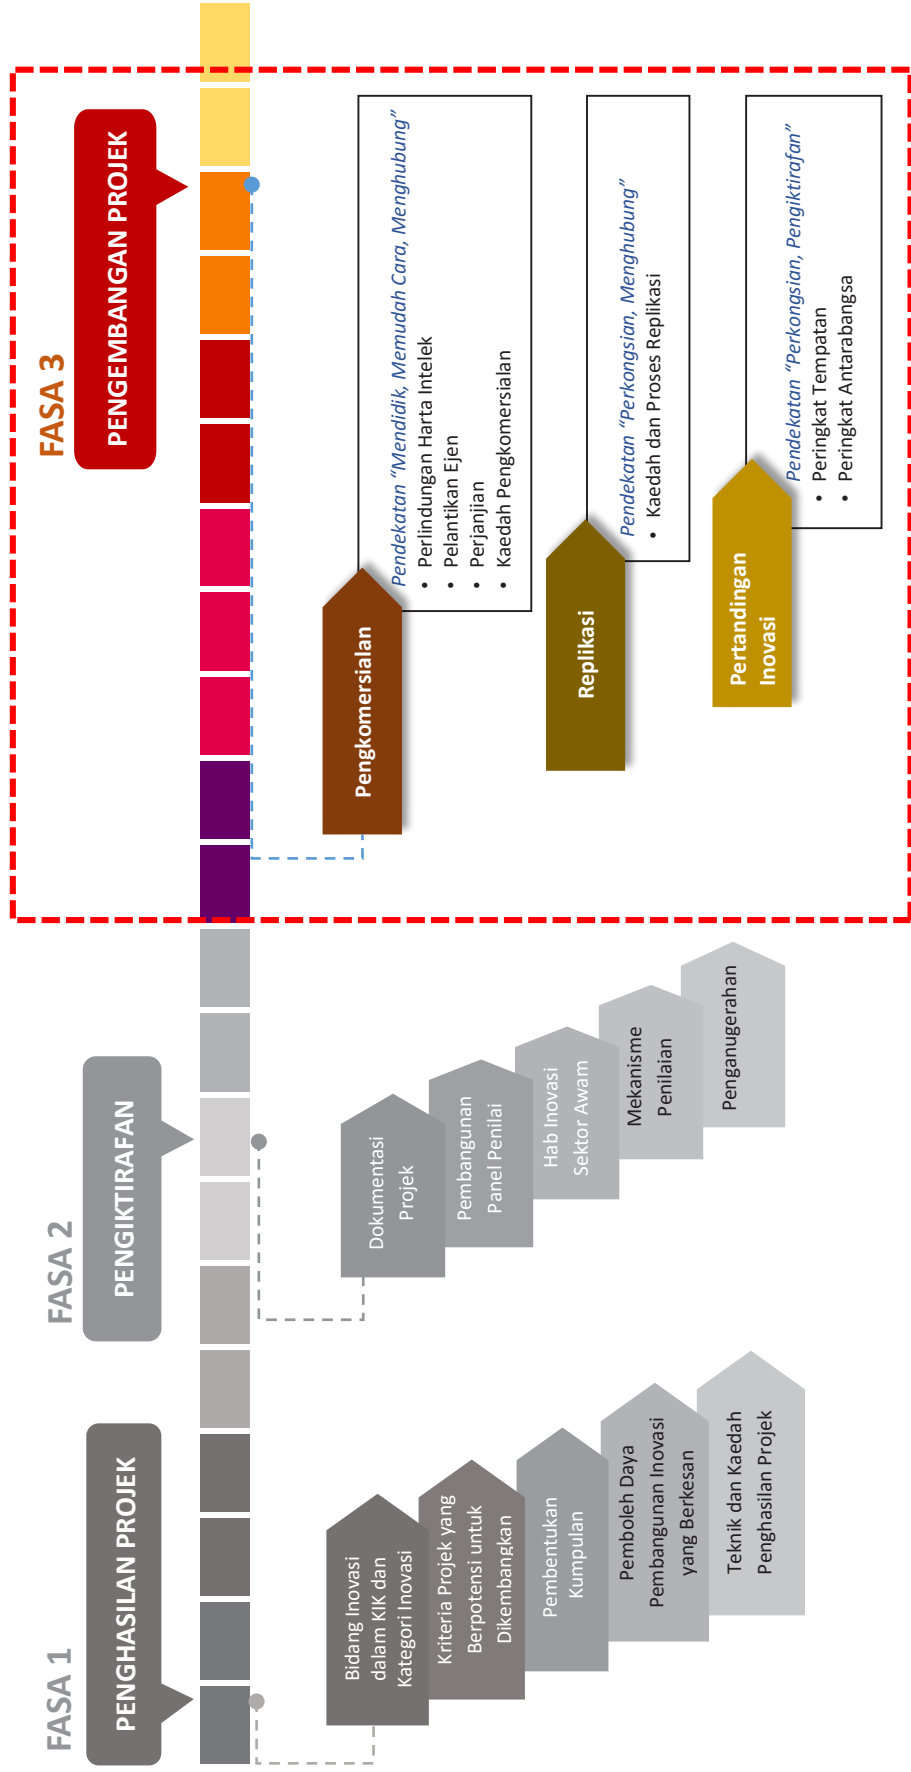 FASA 1
PENGHASILAN PROJEK
Bidang Inovasi
dalam KIK dan
Kategori Inovasi
Kriteria Projek yang
Berpotensi untuk
Dikembangkan
Pembentukan
Kumpulan
Pemboleh Daya
Pembangunan Inovasi
yang Berkesan
Teknik dan Kaedah
Penghasilan Projek
FASA 2
PENGIKTIRAFAN
Dokumentasi
Projek
Pembangunan
Panel Penilai
Hab Inovasi
Sektor Awam
Mekanisme
Penilaian
Penganugerahan
FASA 3
PENGEMBANGAN PROJEK
Pengkomersialan
Pendekatan “Mendidik, Memudah Cara, Menghubung”
• Perlindungan Harta Intelek
• Pelantikan Ejen
• Perjanjian
• Kaedah Pengkomersialan
Replikasi
Pendekatan “Perkongsian, Menghubung”
• Kaedah dan Proses Replikasi
Pertandingan
Inovasi
Pendekatan “Perkongsian, Pengiktirafan”
• Peringkat Tempatan
• Peringkat Antarabangsa